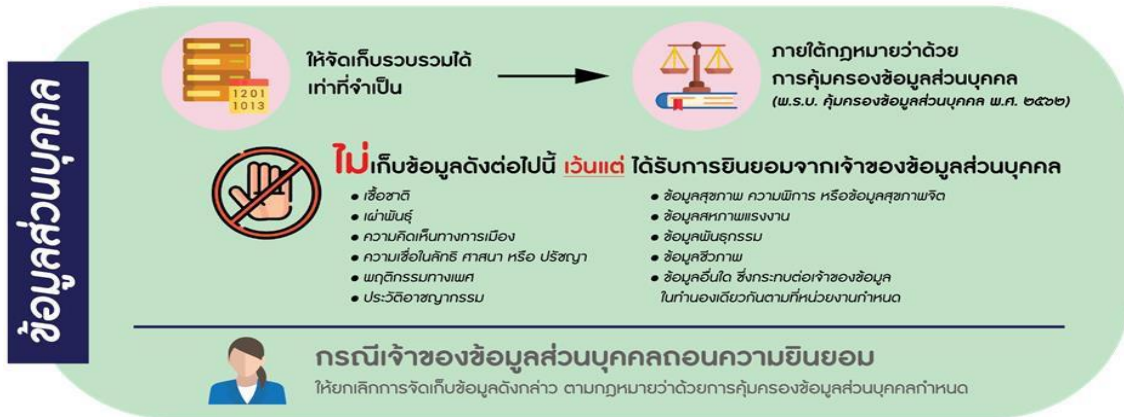 ข้อมูลส่วนบุคคล
1201
1013
ให้จัดเก็บรวบรวมได้
เท่าที่จำเป็น
ภายใต้กฎหมายว่าด้วย
การคุ้มครองข้อมูลส่วนบุคคล
(พ.ร.บ. คุ้มครองข้อมูลส่วนบุคคล พ.ศ. ๒๕๖๒)
ไม่เก็บข้อมูลดังต่อไปนี้ เว้นแต่ ได้รับการยินยอมจากเจ้าของข้อมูลส่วนบุคคล
• เชื้อชาติ
• เผ่าพันธุ์
• ความคิดเห็นทางการเมือง
• ความเชื่อในลัทธิ ศาสนา หรือ ปรัชญา
• พฤติกรรมทางเพศ
• ประวัติอาชญากรรม
• ข้อมูลสุขภาพ ความพิการ หรือข้อมูลสุขภาพจิต
• ข้อมูลสหภาพแรงงาน
• ข้อมูลพันธุกรรม
• ข้อมูลชีวภาพ
• ข้อมูลอื่นใด ซึ่งกระทบต่อเจ้าของข้อมูล
ในทำนองเดียวกันตามที่หน่วยงานกำหนด
กรณีเจ้าของข้อมูลส่วนบุคคลถอนความยินยอม
ให้ยกเลิกการจัดเก็บข้อมูลดังกล่าว ตามกฎหมายว่าด้วยการคุ้มครองข้อมูลส่วนบุคคลกำหนด